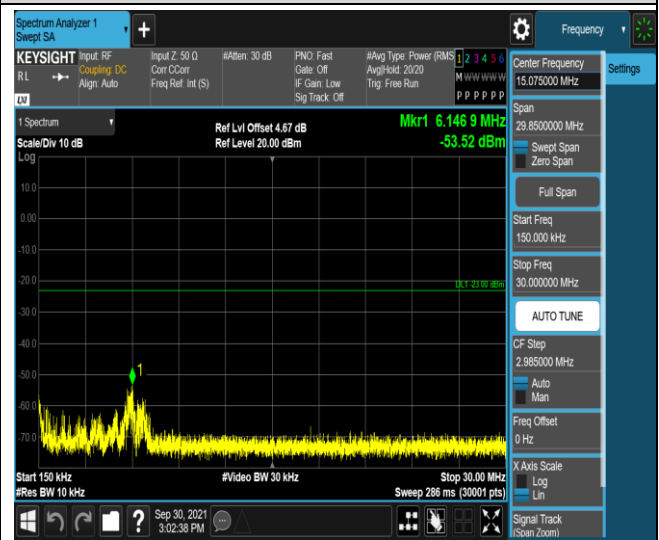 Spectrum Analyzer 1
Swept SA
Frequency
KEYSIGHT
RL
LXI
Input: RF
Coupling: DC
Align: Auto
Input Z: 50 Ω
Corr CCorr
Freq Ref: Int (S)
#Atten: 30 dB
PNO: Fast
Gate: Off
IF Gain: Low
Sig Track: Off
#Avg Type: Power (RMS
Avg|Hold: 20/20
Trig: Free Run
1 2 3 4 5 6
M W W W W W
P P P P P P
Center Frequency
15.075000 MHz
Settings
Span
29.8500000 MHz
Swept Span
Zero Span
Full Span
Start Freq
150.000 kHz
Stop Freq
30.000000 MHz
AUTO TUNE
CF Step
2.985000 MHz
Auto
Man
Freq Offset
0 Hz
X Axis Scale
Log
Lin
Signal Track
(Span Zoom)
1 Spectrum
Scale/Div 10 dB
Log
Ref Lvl Offset 4.67 dB
Ref Level 20.00 dBm
Mkr1 6.146 9 MHz
-53.52 dBm
10.0
0.00
-10.0
-20.0
DL1 -23.00 dBm
-30.0
-40.0
1
-50.0
-60.0
-70.0
Start 150 kHz
#Video BW 30 kHz
Stop 30.00 MHz
#Res BW 10 kHz
Sweep 286 ms (30001 pts)
?
Sep 30, 2021
3:02:38 PM